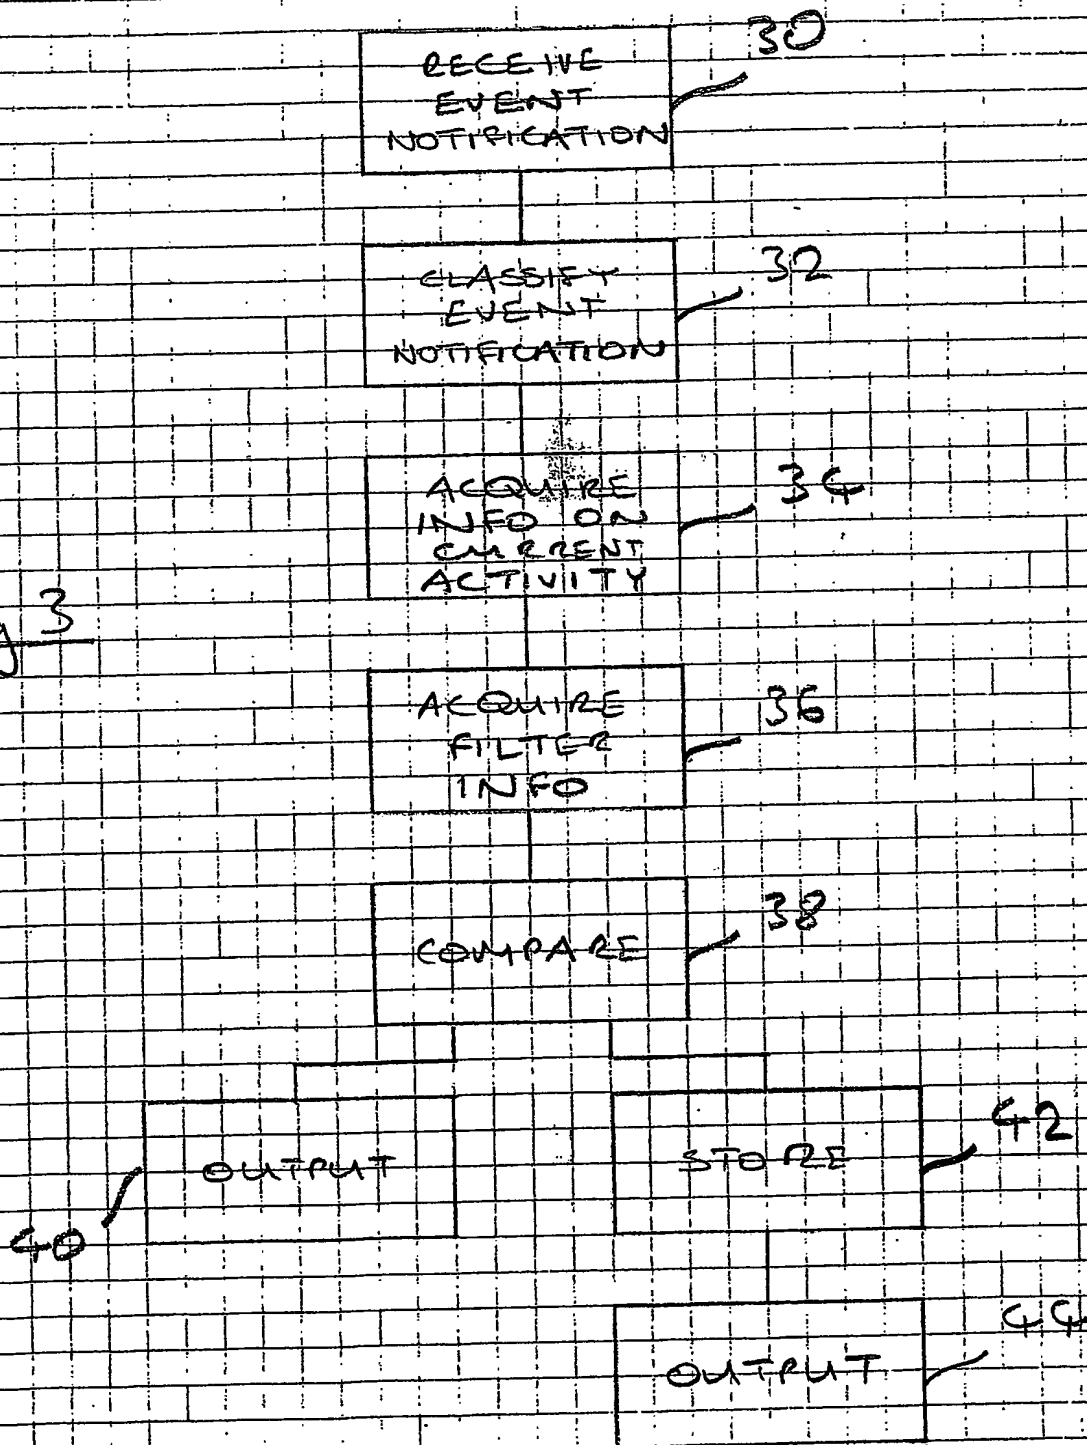 30
RECEIVE
EVENT
NOTIFICATION
32
CLASSIFY
EVENT
NOTIFICATION
34
ACQUIRE
INFO ON
CURRENT
ACTIVITY
3
36
ACQUIRE
FILTER
INFO
38
COMPARE
42
OUTPUT
STORE
40
44
OUTPUT